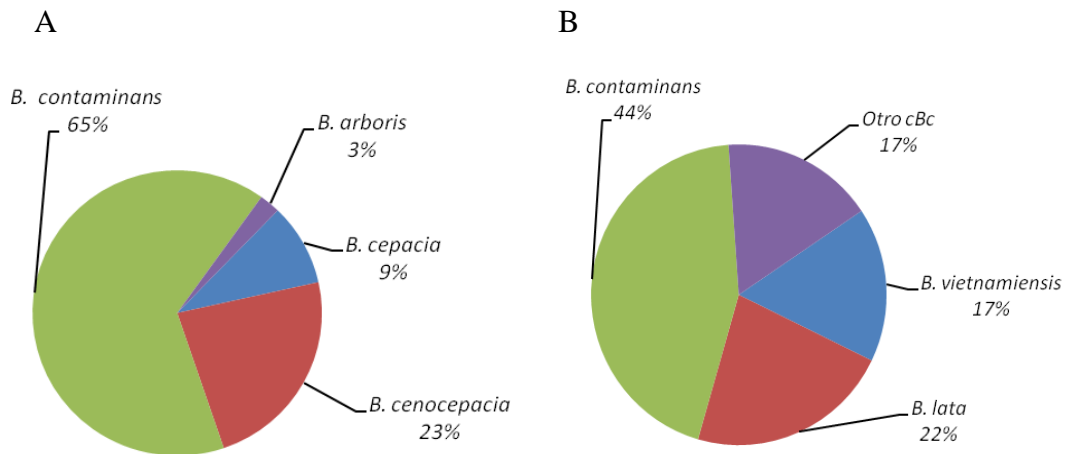 A
B. contaminans
65%
B. arboris
3%
B. cepacia
9%
B. cenocepacia
23%
B
B. contaminans
44%
Otro cBc
17%
B. vietnamiensis
17%
B. lata
22%